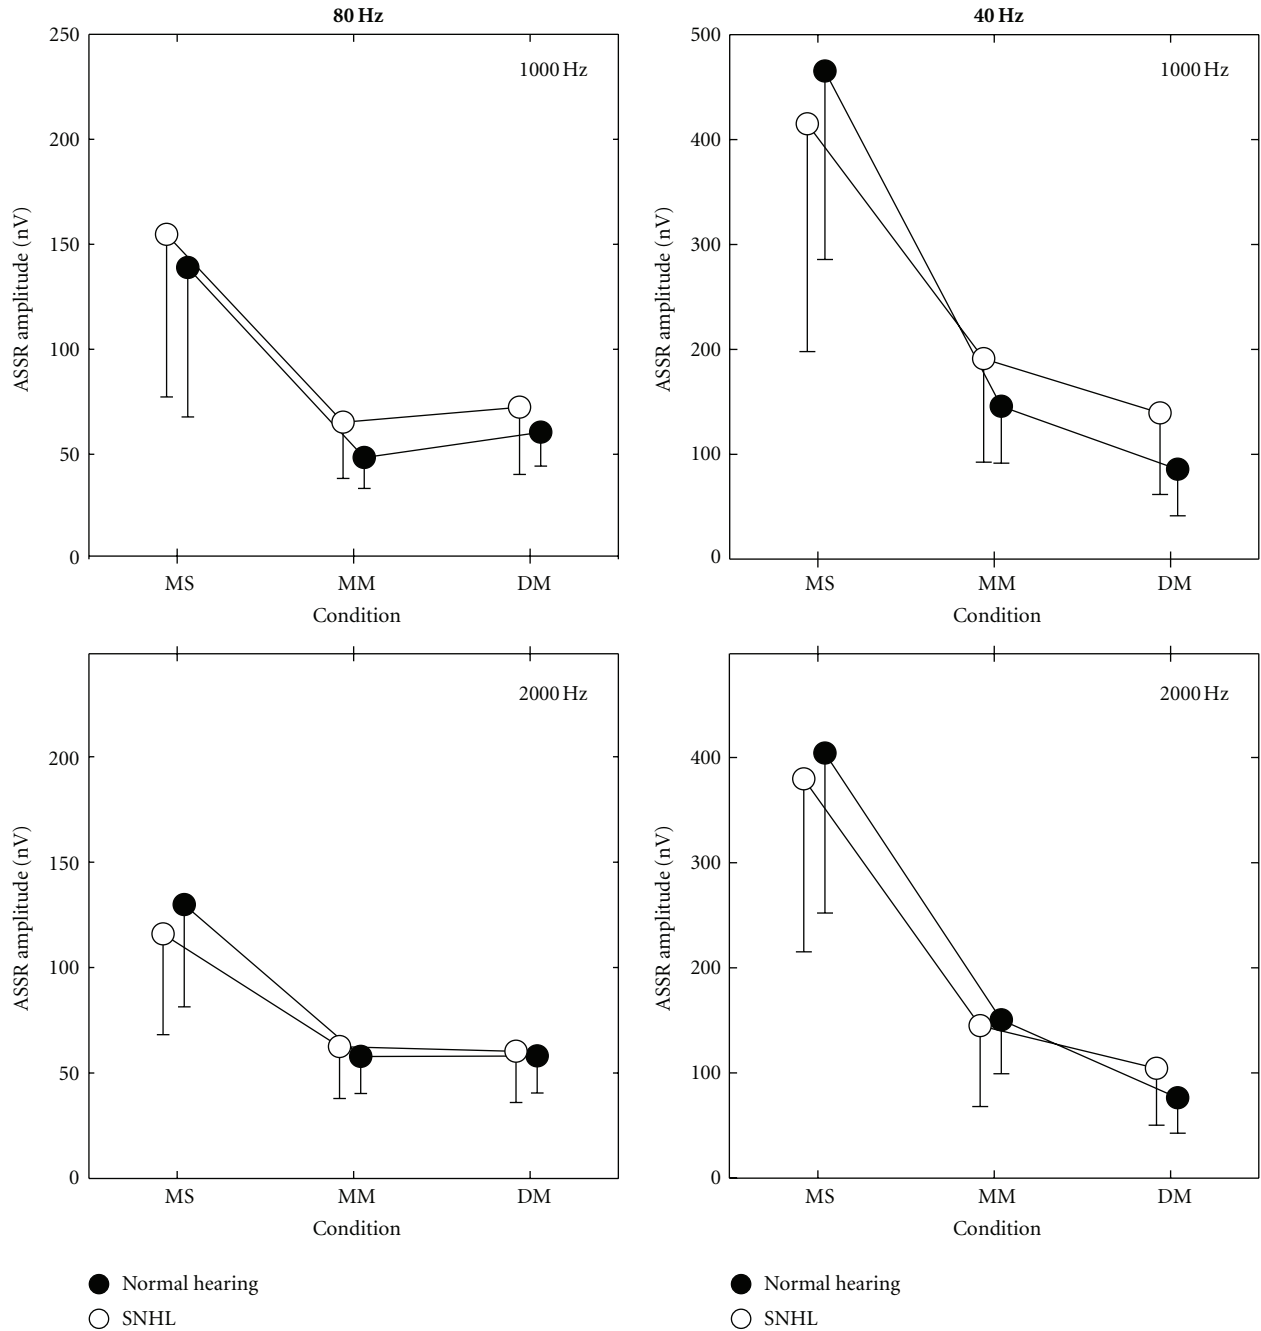 80 Hz
250
200
150
100
50
0
ASSR amplitude (nV)
1000 Hz
MS MM DM
Condition
40 Hz
500
400
300
200
100
0
ASSR amplitude (nV)
1000 Hz
MS MM DM
Condition
200
150
100
50
0
ASSR amplitude (nV)
2000 Hz
MS MM DM
Condition
Normal hearing
SNHL
400
300
200
100
0
ASSR amplitude (nV)
2000 Hz
MS MM DM
Condition
Normal hearing
SNHL